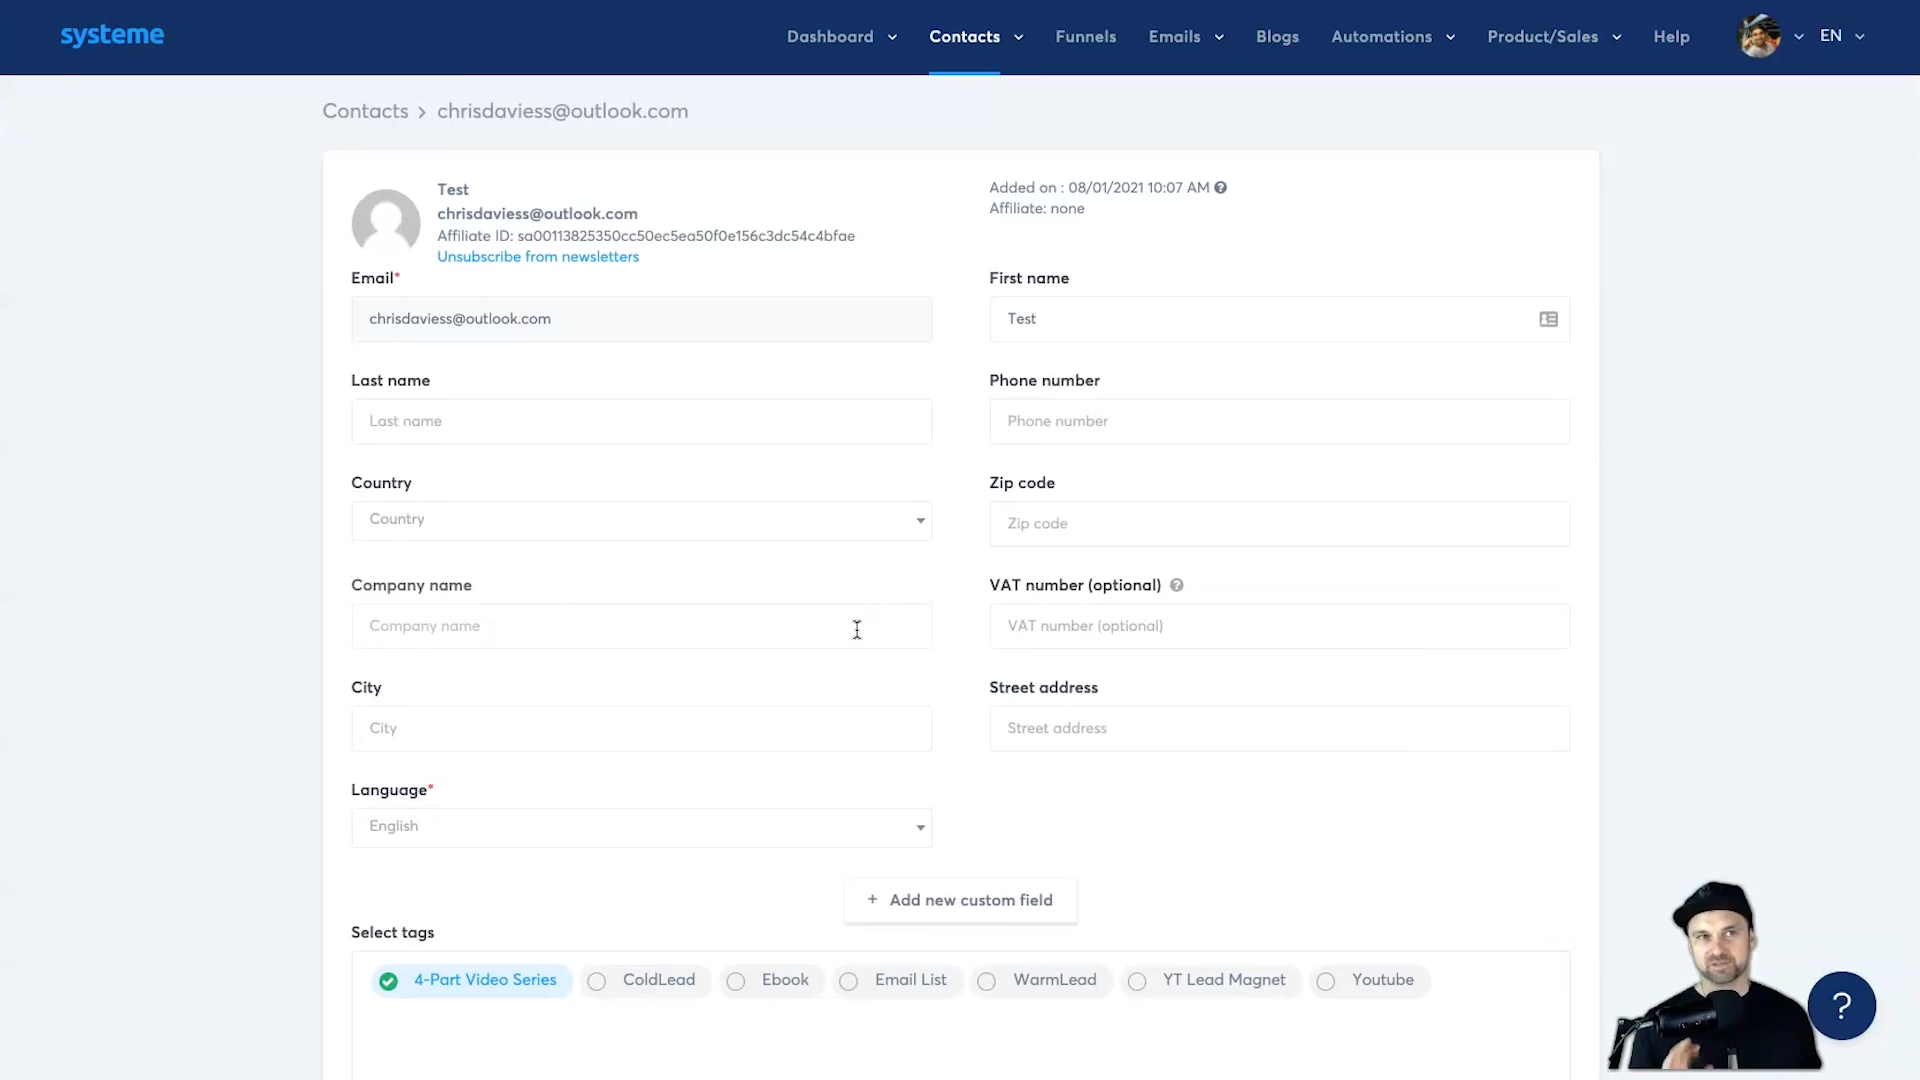 systeme
Dashboard
Contacts
Funnels
Emails
Blogs
Automations
Product/Sales
Help
EN
Contacts > chrisdaviess@outlook.com
Test
chrisdaviess@outlook.com
Affiliate ID: sa00113825350cc50ec5ea50f0e156c3dc54c4bfae
Unsubscribe from newsletters
Added on : 08/01/2021 10:07 AM ?
Affiliate: none
Email*
chrisdaviess@outlook.com
First name
Test
Last name
Last name
Phone number
Phone number
Country
Country
Zip code
Zip code
Company name
Company name
VAT number (optional) ?
VAT number (optional)
City
City
Street address
Street address
Language*
English
+ Add new custom field
Select tags
4-Part Video Series
ColdLead
Ebook
Email List
WarmLead
YT Lead Magnet
Youtube
?